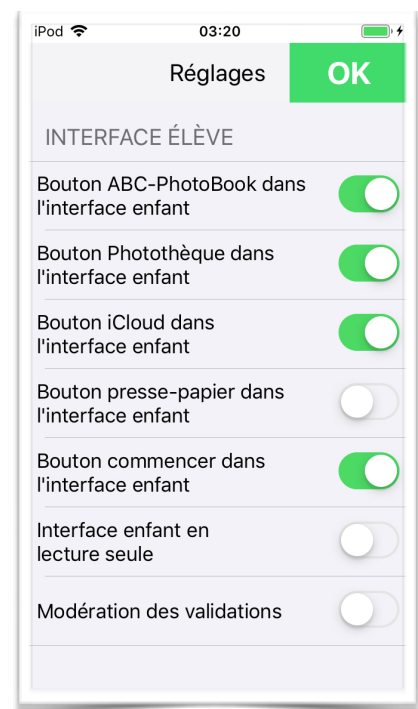 iPod 03:20
Réglages OK
INTERFACE ÉLÈVE
Bouton ABC-PhotoBook dans
l'interface enfant
Bouton Photothèque dans
l'interface enfant
Bouton iCloud dans
l'interface enfant
Bouton presse-papier dans
l'interface enfant
Bouton commencer dans
l'interface enfant
Interface enfant en
lecture seule
Modération des validations